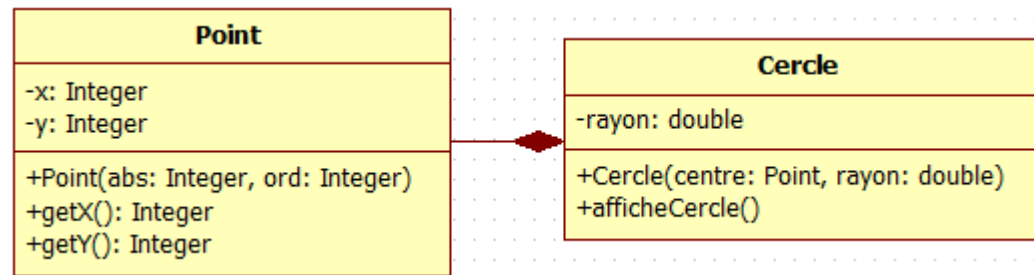 Point
-x: Integer
-y: Integer
+Point(abs: Integer, ord: Integer)
+getX(): Integer
+getY(): Integer
Cercle
-rayon: double
+Cercle(centre: Point, rayon: double)
+afficheCercle()